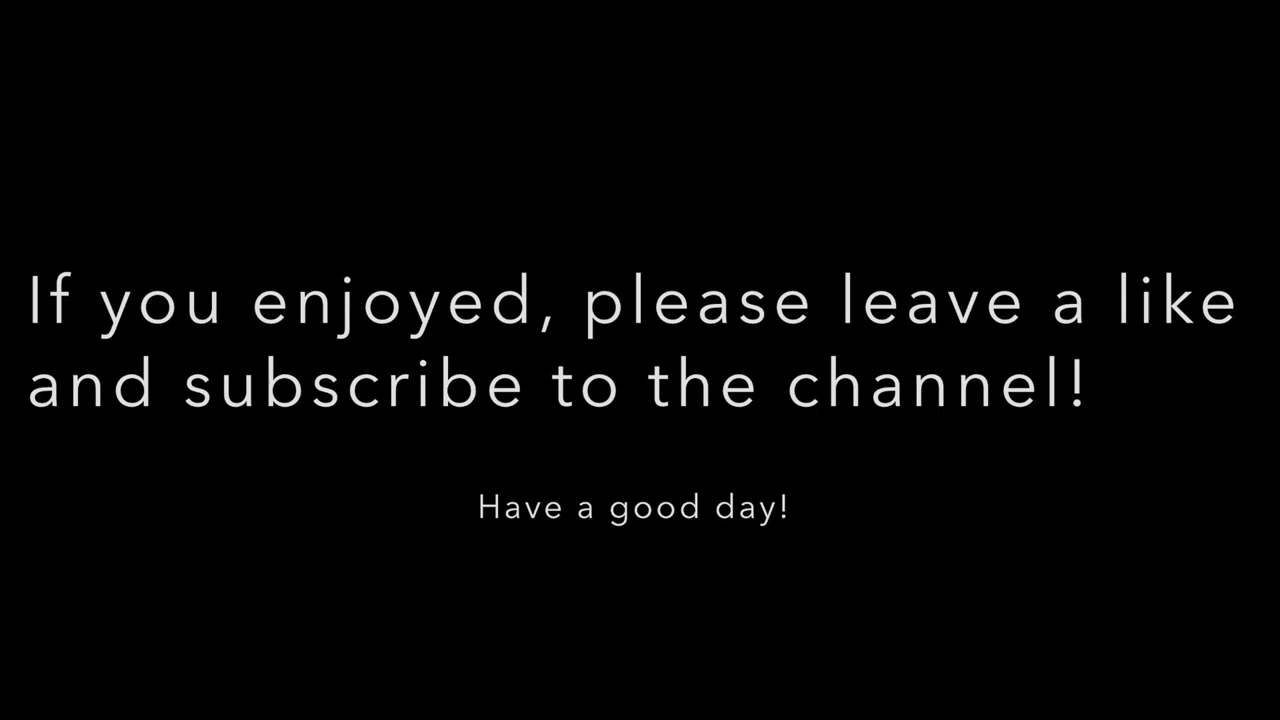 If you enjoyed, please leave a like
and subscribe to the channel!
Have a good day!